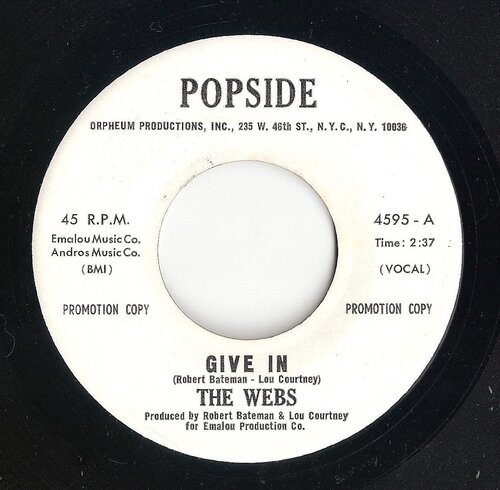 POPSIDE
ORPHEUM PRODUCTIONS, INC., 235 W. 46th ST., N.Y.C., N.Y. 10036
45 R.P.M.
Emalou Music Co.
Andros Music Co.
(BMI)
4595 - A
Time: 2:37
(VOCAL)
PROMOTION COPY
PROMOTION COPY
GIVE IN
(Robert Bateman - Lou Courtney)
THE WEBS
Produced by Robert Bateman & Lou Courtney
for Emalou Production Co.